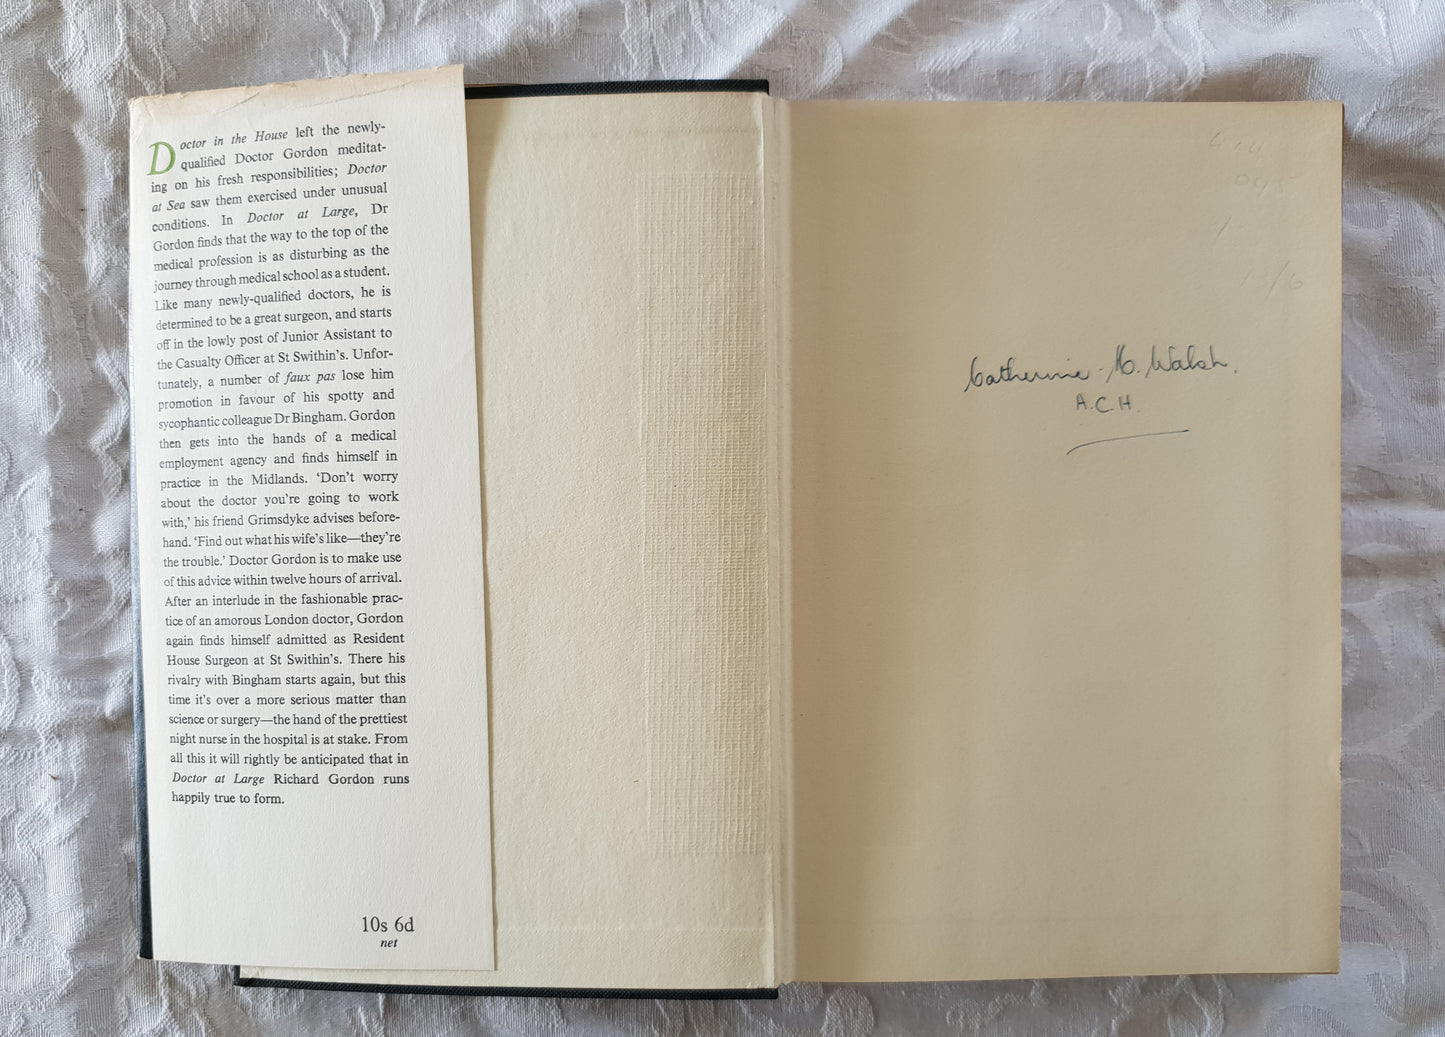 Doctor in the House left the newly-
qualified Doctor Gordon meditat-
ing on his fresh responsibilities; Doctor
at Sea saw them exercised under unusual
conditions. In Doctor at Large, Dr
Gordon finds that the way to the top of the
medical profession is as disturbing as the
journey through medical school as a student.
Like many newly-qualified doctors, he is
determined to be a great surgeon, and starts
off in the lowly post of Junior Assistant to
the Casualty Officer at St Swithin's. Unfor-
tunately, a number of faux pas lose him
promotion in favour of his spotty and
sycophantic colleague Dr Bingham. Gordon
then gets into the hands of a medical
employment agency and finds himself in
practice in the Midlands. 'Don't worry
about the doctor you're going to work
with,' his friend Grimsdyke advises before-
hand. 'Find out what his wife's like—they're
the trouble.' Doctor Gordon is to make use
of this advice within twelve hours of arrival.
After an interlude in the fashionable prac-
tice of an amorous London doctor, Gordon
again finds himself admitted as Resident
House Surgeon at St Swithin's. There his
rivalry with Bingham starts again, but this
time it's over a more serious matter than
science or surgery—the hand of the prettiest
night nurse in the hospital is at stake. From
all this it will rightly be anticipated that in
Doctor at Large Richard Gordon runs
happily true to form.
10s 6d
net
15/6
Catherine Walsh.
A.C.H.